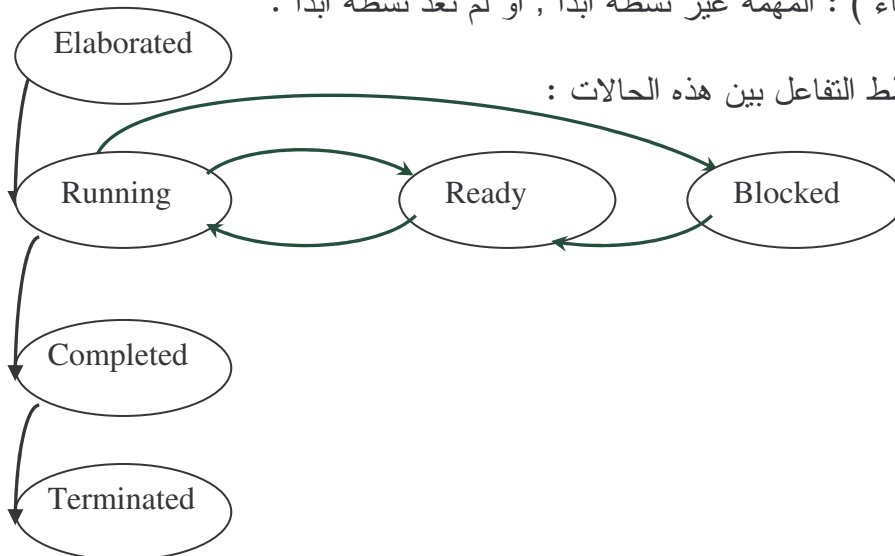 ) : المهمة غير نشطة أبداً , أو لم تعد نشطة أبداً .
التفاعل بين هذه الحالات :
Elaborated
Running Ready Blocked
Completed
Terminated